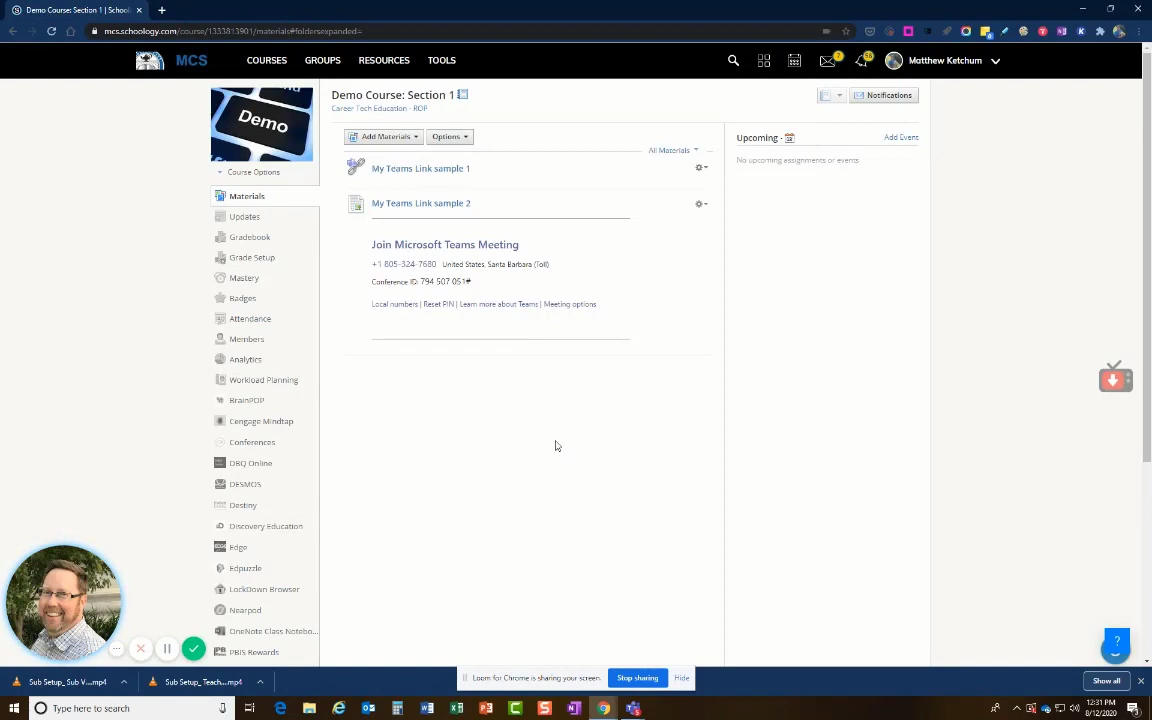 Demo Course: Section 1 | Schoolo
mcs.schoology.com/course/1333813901/materials#foldersexpanded=
MCS
COURSES
GROUPS
RESOURCES
TOOLS
Matthew Ketchum
Demo
Course Options
Materials
Updates
Gradebook
Grade Setup
Mastery
Badges
Attendance
Members
Analytics
Workload Planning
BrainPOP
Cengage Mindtap
Conferences
DBQ Online
DESMOS
Destiny
Discovery Education
Edge
Edpuzzle
LockDown Browser
Nearpod
OneNote Class Notebo...
PBIS Rewards
Demo Course: Section 1
Career Tech Education - ROP
Notifications
Add Materials
Options
All Materials
My Teams Link sample 1
My Teams Link sample 2
Join Microsoft Teams Meeting
+1 805-324-7680 United States, Santa Barbara (Toll)
Conference ID: 794 507 051#
Local numbers | Reset PIN | Learn more about Teams | Meeting options
Upcoming
Add Event
No upcoming assignments or events
?
Sub Setup_ Sub V....mp4
Sub Setup_ Teach....mp4
Loom for Chrome is sharing your screen.
Stop sharing
Hide
Show all
Type here to search
12:31 PM
8/12/2020